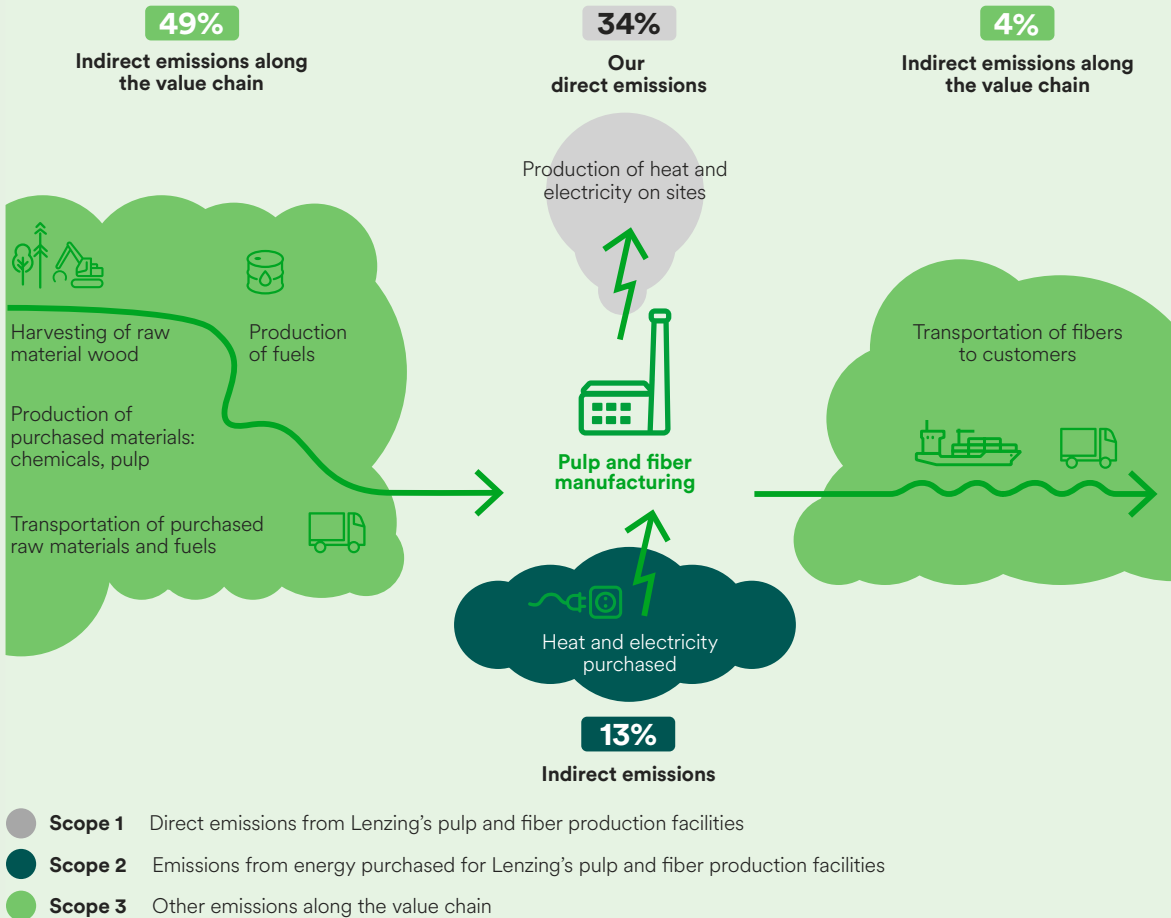 49%
Indirect emissions along
the value chain
34%
Our
direct emissions
4%
Indirect emissions along
the value chain
Production of heat and
electricity on sites
Harvesting of raw
material wood
Production
of fuels
Production of
purchased materials:
chemicals, pulp
Transportation of purchased
raw materials and fuels
Pulp and fiber
manufacturing
Transportation of fibers
to customers
Heat and electricity
purchased
13%
Indirect emissions
Scope 1 Direct emissions from Lenzing's pulp and fiber production facilities
Scope 2 Emissions from energy purchased for Lenzing's pulp and fiber production facilities
Scope 3 Other emissions along the value chain